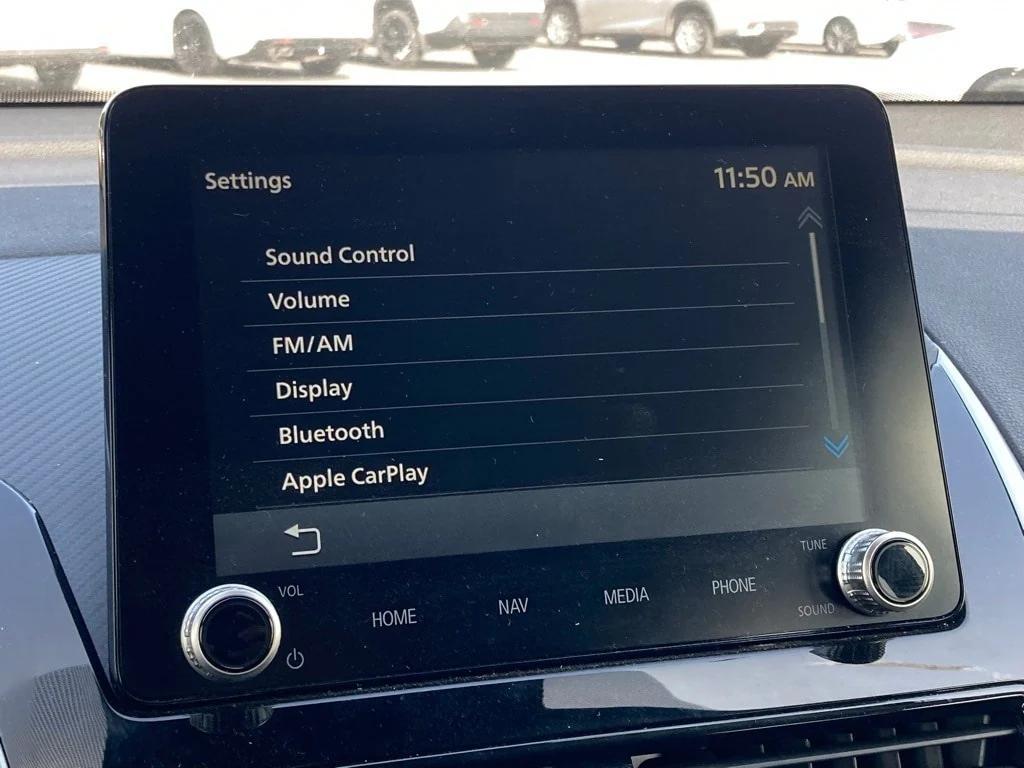 Settings
11:50 AM
Sound Control
Volume
FM/AM
Display
Bluetooth
Apple CarPlay
VOL
HOME
NAV
MEDIA
PHONE
TUNE
SOUND